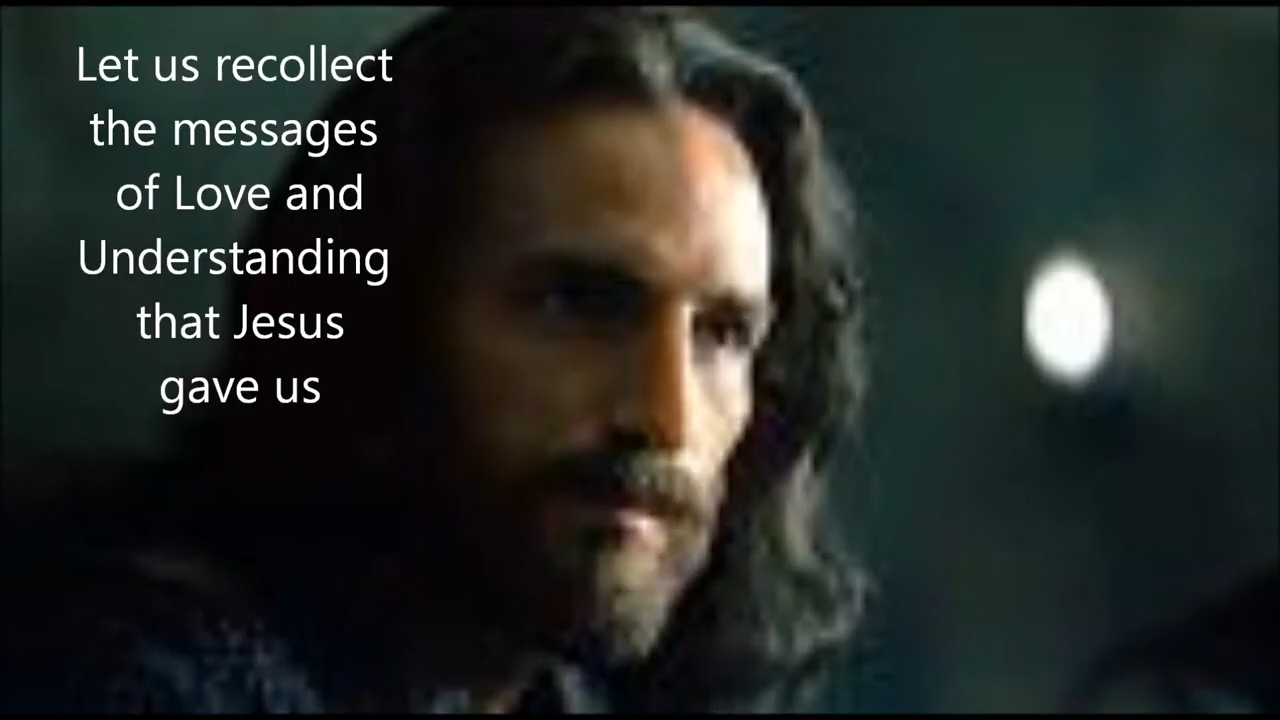 Let us recollect
the messages
of Love and
Understanding
that Jesus
gave us